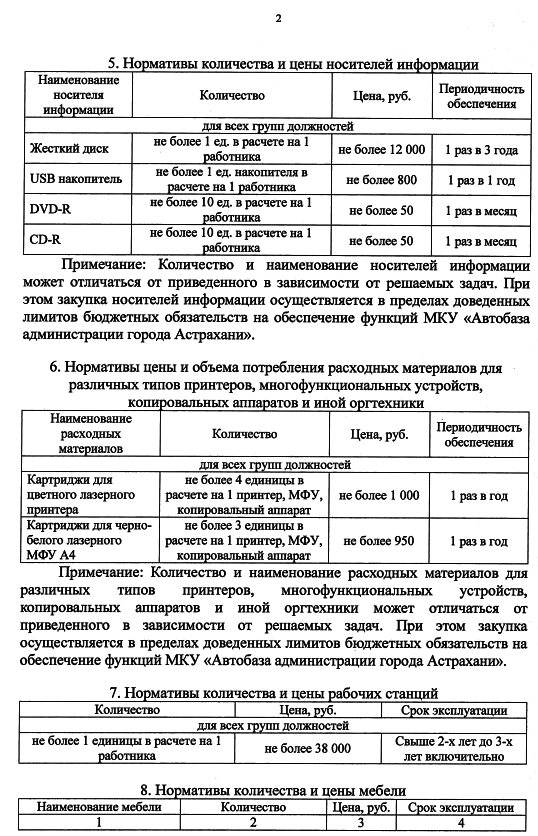 2
5. Нормативы количества и цены носителей информации
Наименование носителя информации | Количество | Цена, руб. | Периодичность обеспечения
для всех групп должностей
Жесткий диск | не более 1 ед. в расчете на 1 работника | не более 12 000 | 1 раз в 3 года
USB накопитель | не более 1 ед. накопителя в расчете на 1 работника | не более 800 | 1 раз в 1 год
DVD-R | не более 10 ед. в расчете на 1 работника | не более 50 | 1 раз в месяц
CD-R | не более 10 ед. в расчете на 1 работника | не более 50 | 1 раз в месяц
Примечание: Количество и наименование носителей информации
может отличаться от приведенного в зависимости от решаемых задач. При
этом закупка носителей информации осуществляется в пределах доведенных
лимитов бюджетных обязательств на обеспечение функций МКУ «Автобаза
администрации города Астрахани».
6. Нормативы цены и объема потребления расходных материалов для
различных типов принтеров, многофункциональных устройств,
копировальных аппаратов и иной оргтехники
Наименование расходных материалов | Количество | Цена, руб. | Периодичность обеспечения
для всех групп должностей
Картриджи для цветного лазерного принтера | не более 4 единицы в расчете на 1 принтер, МФУ, копировальный аппарат | не более 1 000 | 1 раз в год
Картриджи для черно-белого лазерного МФУ А4 | не более 3 единицы в расчете на 1 принтер, МФУ, копировальный аппарат | не более 950 | 1 раз в год
Примечание: Количество и наименование расходных материалов для
различных типов принтеров, многофункциональных устройств,
копировальных аппаратов и иной оргтехники может отличаться от
приведенного в зависимости от решаемых задач. При этом закупка
осуществляется в пределах доведенных лимитов бюджетных обязательств на
обеспечение функций МКУ «Автобаза администрации города Астрахани».
7. Нормативы количества и цены рабочих станций
Количество | Цена, руб. | Срок эксплуатации
для всех групп должностей
не более 1 единицы в расчете на 1 работника | не более 38 000 | Свыше 2-х лет до 3-х лет включительно
8. Нормативы количества и цены мебели
Наименование мебели | Количество | Цена, руб. | Срок эксплуатации
1 | 2 | 3 | 4